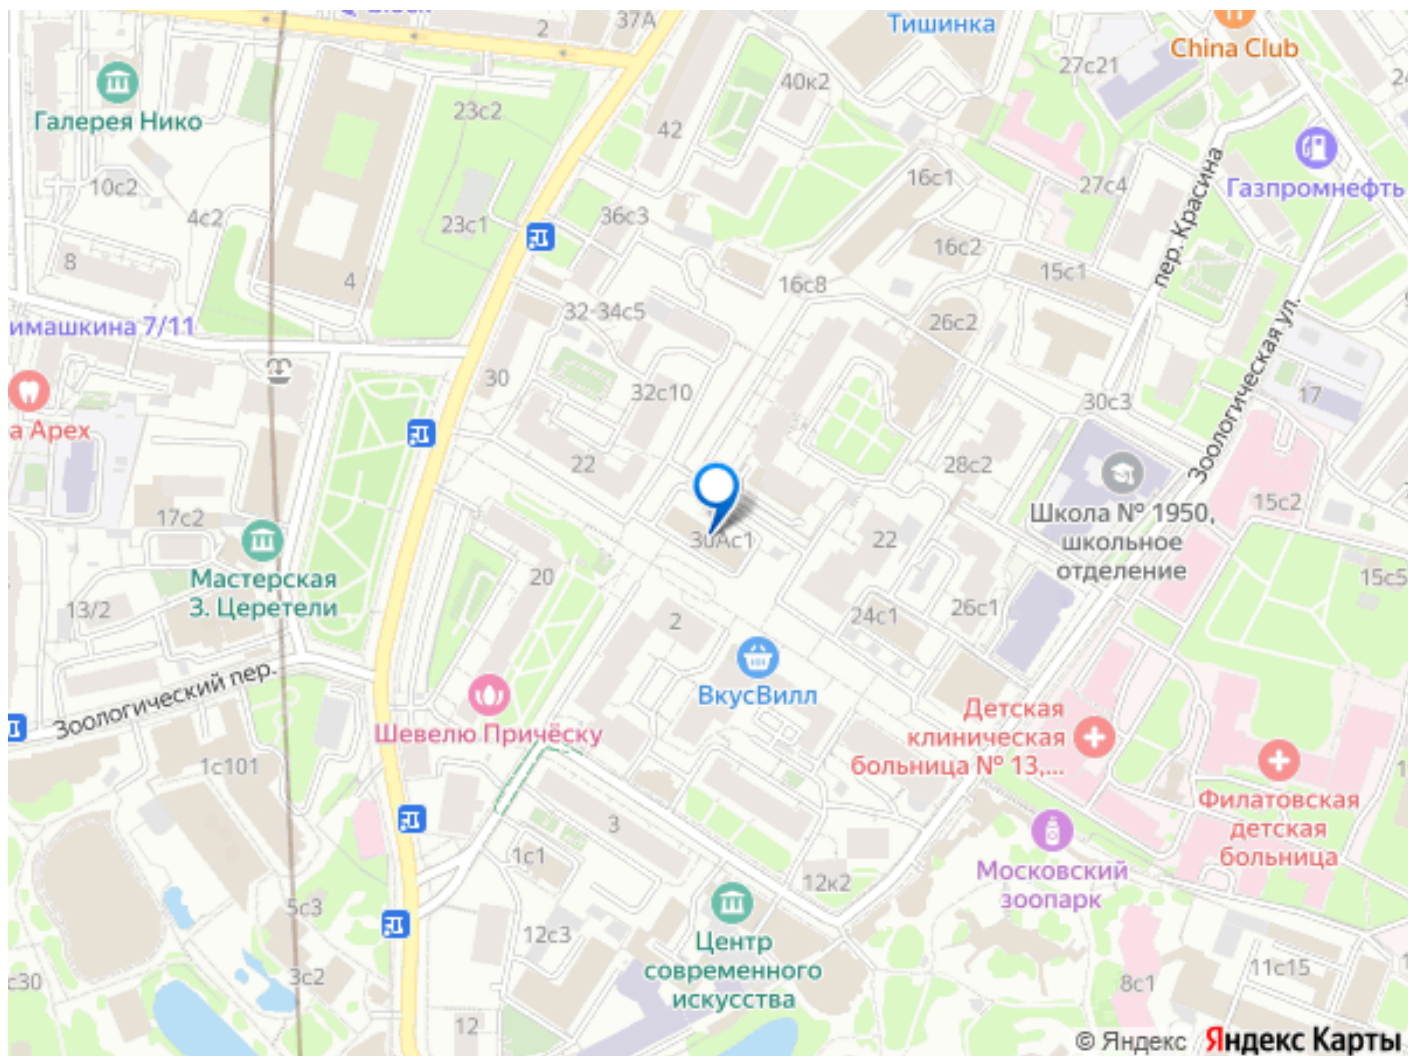 2
37А
Тишинка
China Club
27с21
40к2
23с2
Галерея Нико
42
10с2
16с1
27с4
Газпромнефть
пер. Красина
4с2
36с3
23с1
16с2
8
4
15с1
16с8
32-34с5
26с2
имашкина 7/11
Зоологическая ул.
30
32с10
17
30с3
а Арех
22
28с2
17с2
15с2
Школа № 1950,
школьное
отделение
30Ас1
22
Мастерская
З. Церетели
20
15с5
13/2
2
24с1
26с1
Зоологический пер.
ВкусВилл
Шевелю Причёску
Детская
клиническая
больница № 13,...
1с101
Филатовская
детская
больница
3
1с1
12к2
Московский
зоопарк
5с3
12с3
Центр
современного
искусства
3с2
с30
8с1
11с15
12
© Яндекс Яндекс Карты